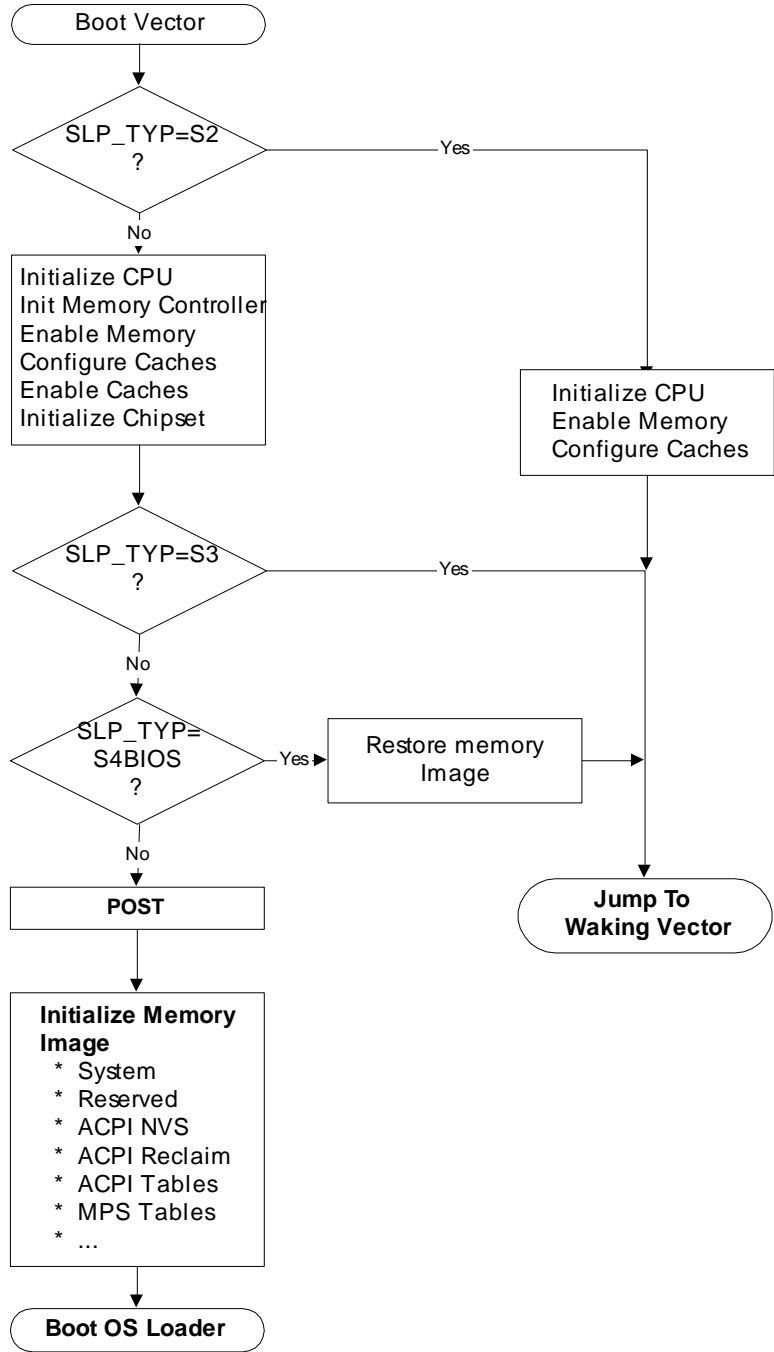 Boot Vector
SLP_TYP=S2
?
Yes
No
Initialize CPU
Init Memory Controller
Enable Memory
Configure Caches
Enable Caches
Initialize Chipset
Initialize CPU
Enable Memory
Configure Caches
SLP_TYP=S3
?
Yes
No
SLP_TYP=
S4BIOS
?
Yes
Restore memory
Image
No
POST
Jump To
Waking Vector
Initialize Memory
Image
* System
* Reserved
* ACPI NVS
* ACPI Reclaim
* ACPI Tables
* MPS Tables
* ...
Boot OS Loader